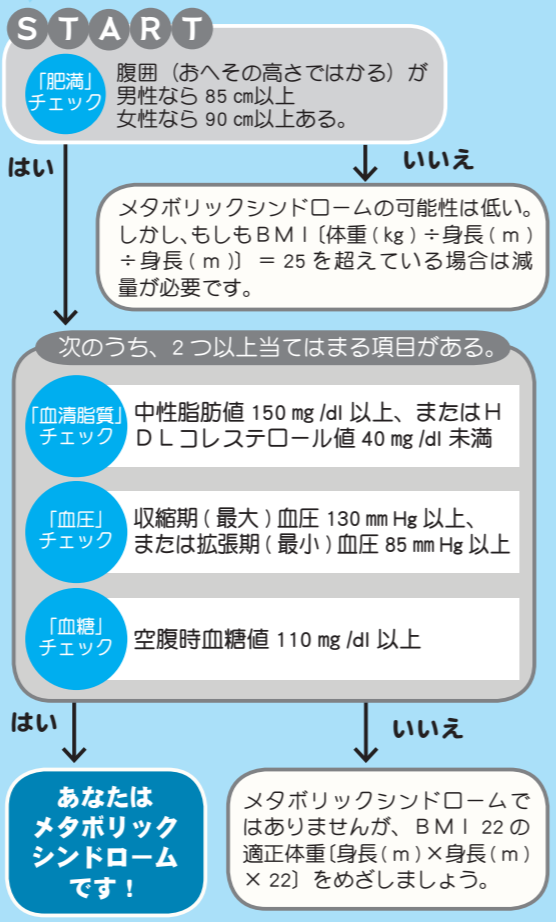 START
「肥満」
チェック
腹囲（おへその高さではかる）が
男性なら 85 ㎝以上
女性なら 90 ㎝以上ある。
はい
いいえ
メタボリックシンドロームの可能性は低い。
しかし、もしもＢＭＩ〔体重 ( kg ) ÷身長 ( m )
÷身長 ( m )〕 ＝ 25 を超えている場合は減
量が必要です。
次のうち、2 つ以上当てはまる項目がある。
「血清脂質」
チェック
中性脂肪値 150 ㎎ /dl 以上、またはＨ
ＤＬコレステロール値 40 ㎎ /dl 未満
「血圧」
チェック
収縮期 ( 最大 ) 血圧 130 ㎜ Hg 以上、
または拡張期 ( 最小 ) 血圧 85 ㎜ Hg 以上
「血糖」
チェック
空腹時血糖値 110 ㎎ /dl 以上
はい
いいえ
あなたは
メタボリック
シンドローム
です！
メタボリックシンドロームで
はありませんが、ＢＭＩ 22 の
適正体重〔身長 ( m ) ×身長 ( m )
× 22〕をめざしましょう。